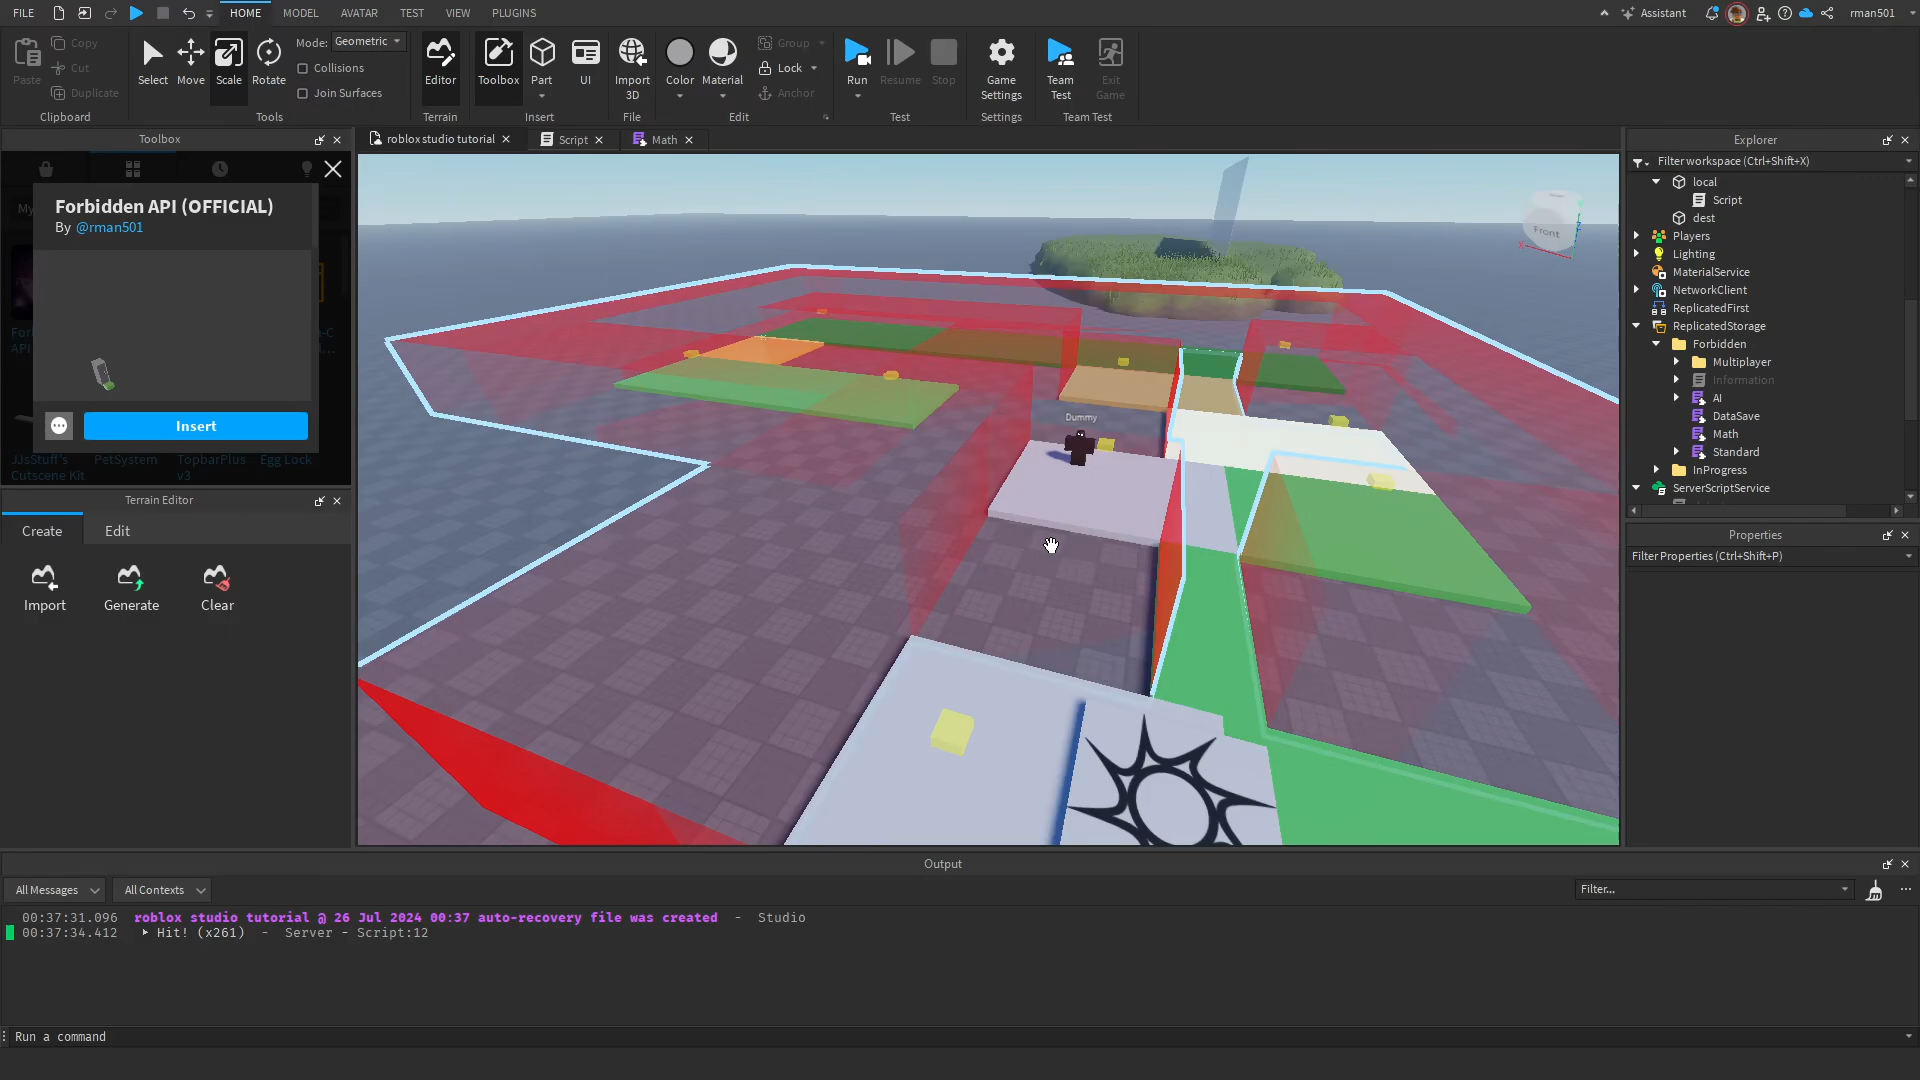 FILE
HOME
MODEL
AVATAR
TEST
VIEW
PLUGINS
Assistant
rman501
Paste
Copy
Cut
Duplicate
Clipboard
Select
Move
Scale
Rotate
Mode: Geometric
Collisions
Join Surfaces
Tools
Editor
Terrain
Toolbox
Part
UI
Insert
Import
3D
File
Color
Material
Group
Lock
Anchor
Edit
Run
Resume
Stop
Test
Game
Settings
Settings
Team
Test
Exit
Game
Team Test
Toolbox
Forbidden API (OFFICIAL)
By @rman501
Insert
JJsStuff's
Cutscene Kit
PetSystem
TopbarPlus
v3
Egg Lock
Terrain Editor
Create
Edit
Import
Generate
Clear
roblox studio tutorial
Script
Math
Dummy
Front
Explorer
Filter workspace (Ctrl+Shift+X)
local
Script
dest
Players
Lighting
MaterialService
NetworkClient
ReplicatedFirst
ReplicatedStorage
Forbidden
Multiplayer
Information
AI
DataSave
Math
Standard
InProgress
ServerScriptService
Properties
Filter Properties (Ctrl+Shift+P)
Output
All Messages
All Contexts
Filter...
00:37:31.096 roblox studio tutorial @ 26 Jul 2024 00:37 auto-recovery file was created - Studio
00:37:34.412 Hit! (x261) - Server - Script:12
Run a command